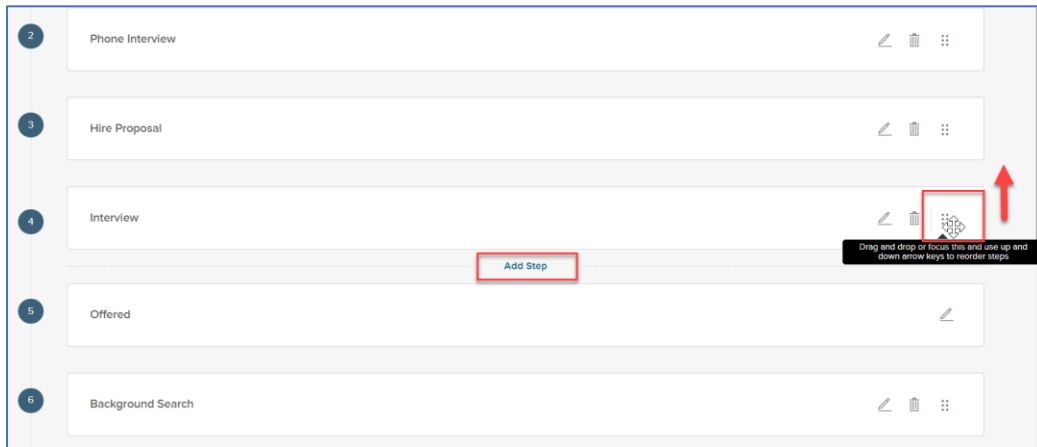 2
Phone Interview
3
Hire Proposal
4
Interview
Drag and drop or focus this and use up and
down arrow keys to reorder steps
Add Step
5
Offered
6
Background Search